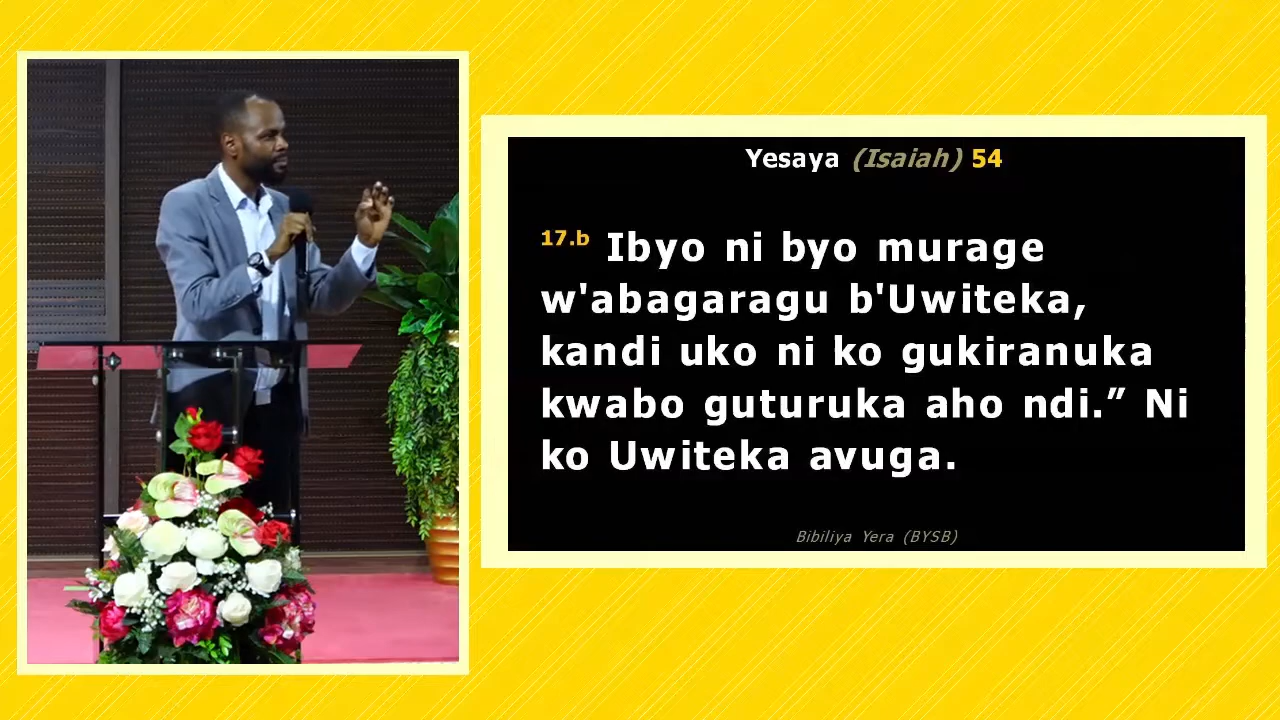 Yesaya (Isaiah) 54
17.b Ibyo ni byo murage
w'abagaragu b'Uwiteka,
kandi uko ni ko gukiranuka
kwabo guturuka aho ndi.” Ni
ko Uwiteka avuga.
Bibiliya Yera (BYSB)